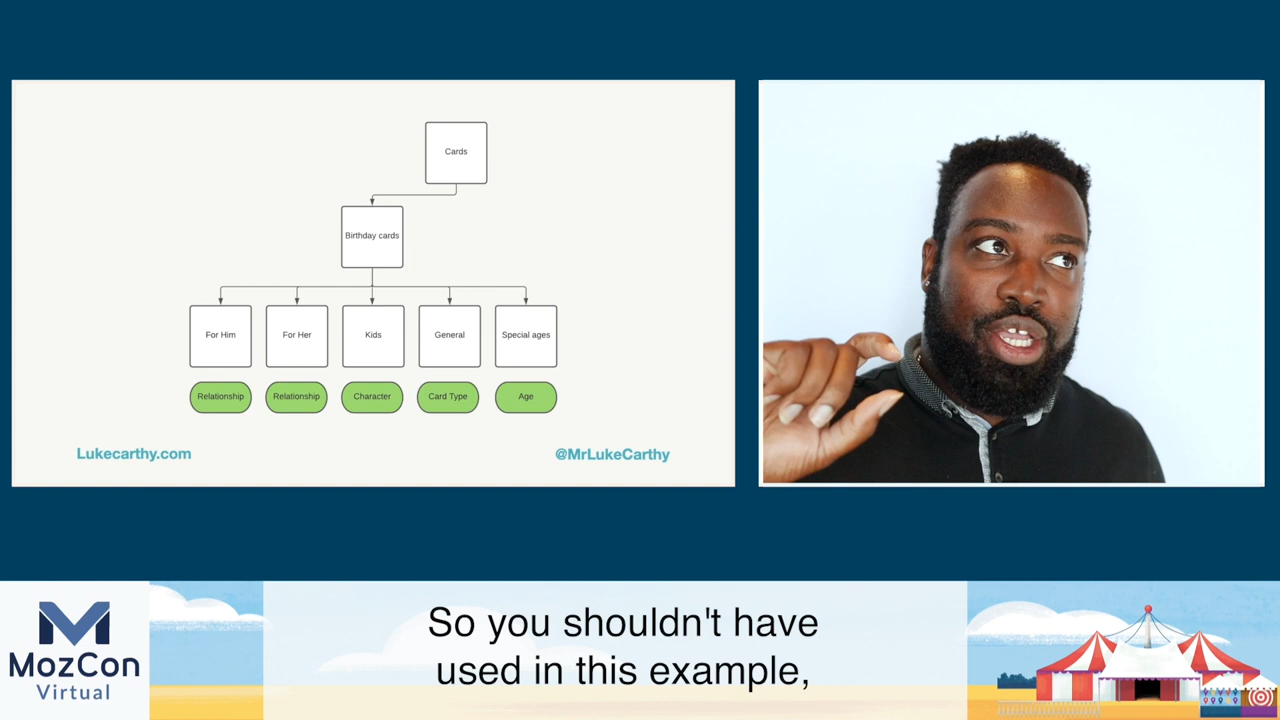 Cards
Birthday cards
For Him
For Her
Kids
General
Special ages
Relationship
Relationship
Character
Card Type
Age
Lukecarthy.com
@MrLukeCarthy
MozCon
Virtual
So you shouldn't have
used in this example,